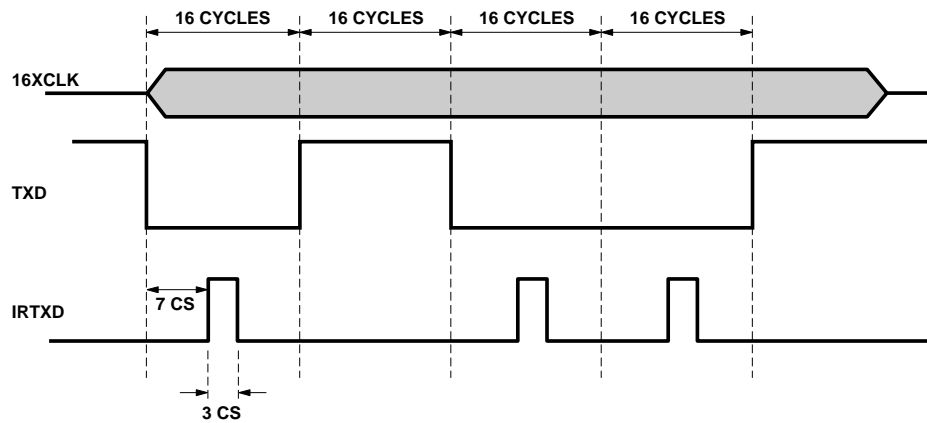 16 CYCLES 16 CYCLES 16 CYCLES 16 CYCLES
16XCLK
TXD
7 CS
IRTXD
3 CS